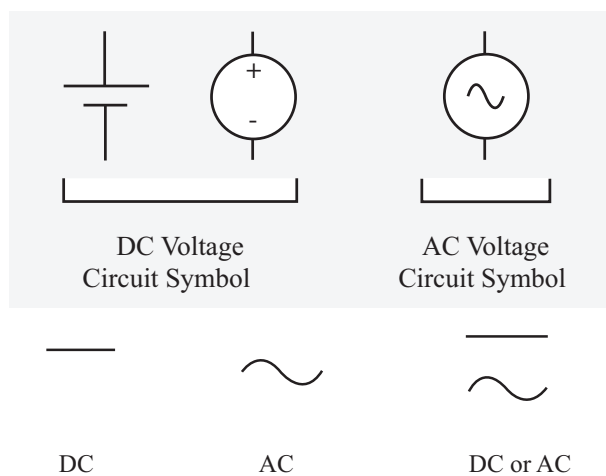 +
-
DC Voltage
Circuit Symbol
AC Voltage
Circuit Symbol
DC
AC
DC or AC